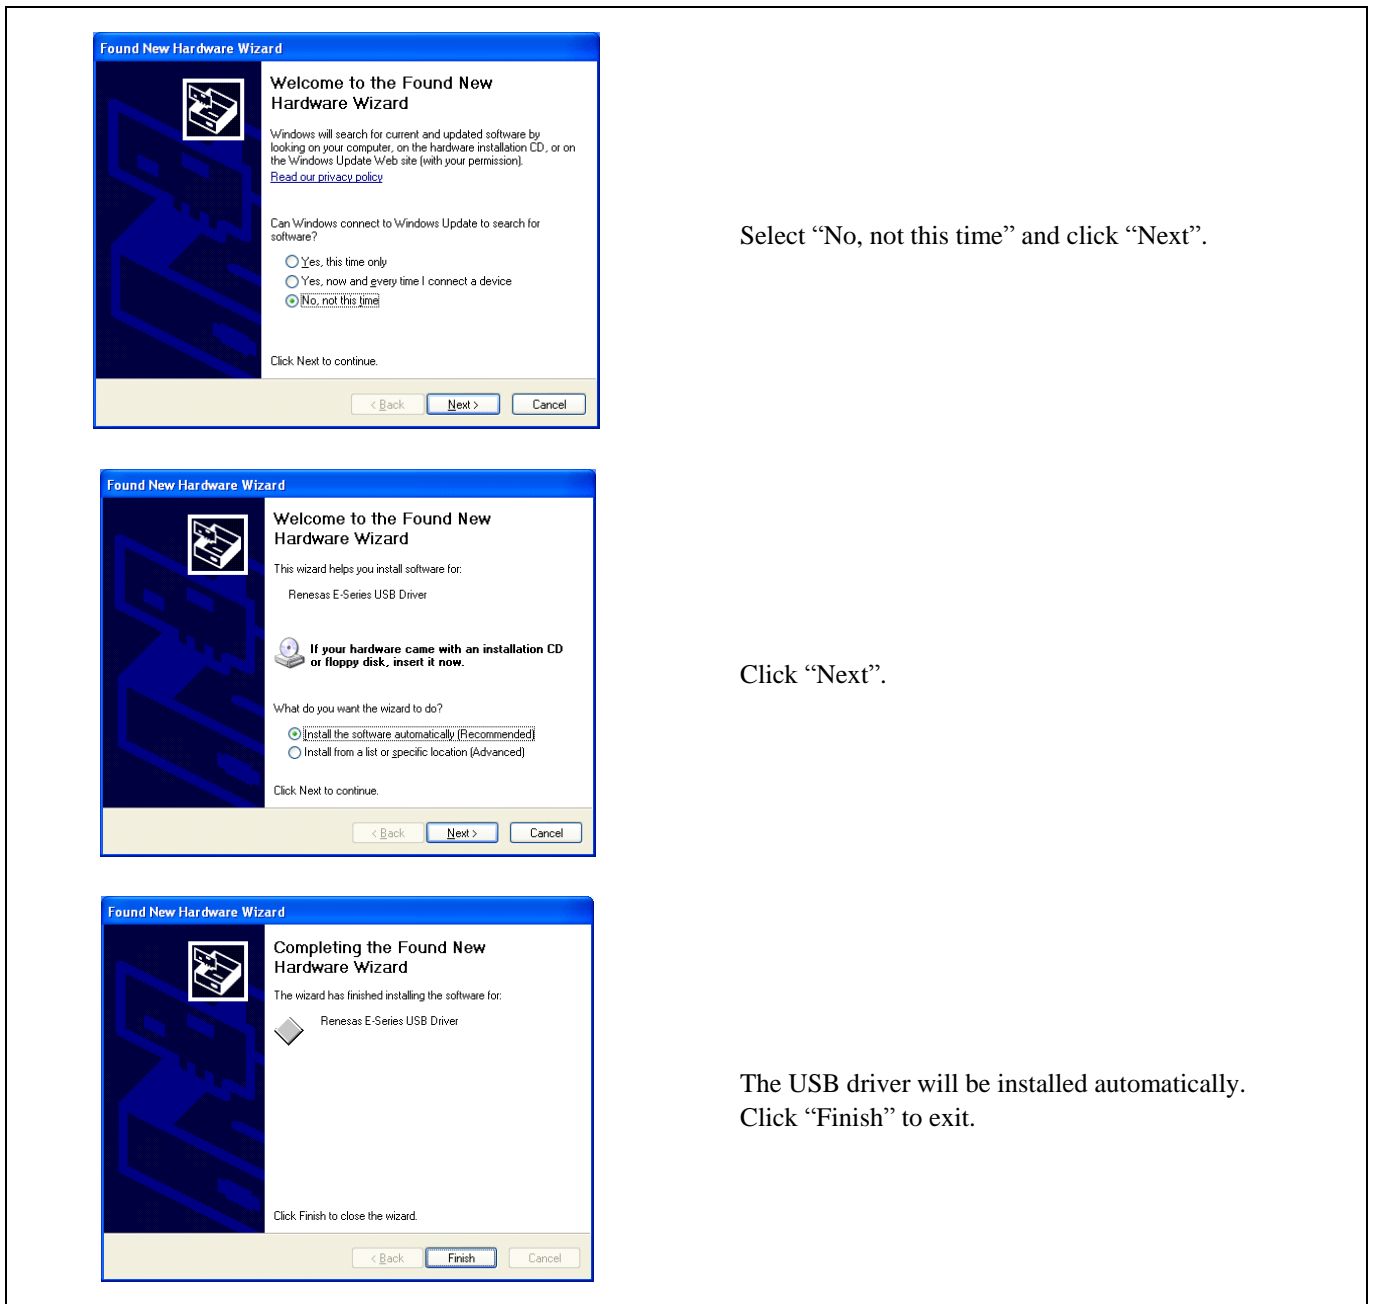 Found New Hardware Wizard
Welcome to the Found New
Hardware Wizard
Windows will search for current and updated software by
looking on your computer, on the hardware installation CD, or on
the Windows Update Web site (with your permission).
Read our privacy policy
Can Windows connect to Windows Update to search for
software?
Yes, this time only
Yes, now and every time I connect a device
No, not this time
Click Next to continue.
< Back
Next >
Cancel
Select “No, not this time” and click “Next”.
Found New Hardware Wizard
Welcome to the Found New
Hardware Wizard
This wizard helps you install software for:
Renesas E-Series USB Driver
If your hardware came with an installation CD
or floppy disk, insert it now.
What do you want the wizard to do?
Install the software automatically (Recommended)
Install from a list or specific location (Advanced)
Click Next to continue.
< Back
Next >
Cancel
Click “Next”.
Found New Hardware Wizard
Completing the Found New
Hardware Wizard
The wizard has finished installing the software for:
Renesas E-Series USB Driver
Click Finish to close the wizard.
< Back
Finish
Cancel
The USB driver will be installed automatically.
Click “Finish” to exit.